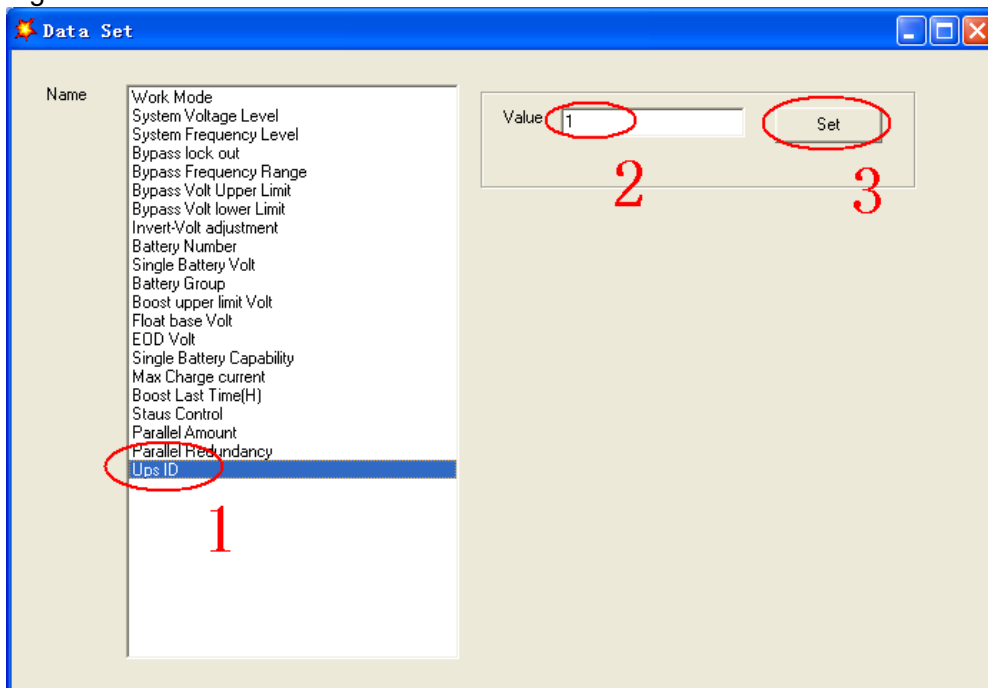 Data Set
Name
Work Mode
System Voltage Level
System Frequency Level
Bypass lock out
Bypass Frequency Range
Bypass Volt Upper Limit
Bypass Volt lower Limit
Invert-Volt adjustment
Battery Number
Single Battery Volt
Battery Group
Boost upper limit Volt
Float base Volt
EOD Volt
Single Battery Capability
Max Charge current
Boost Last Time(H)
Staus Control
Parallel Amount
Parallel Redundancy
Ups ID
1
Value
1
Set
2
3